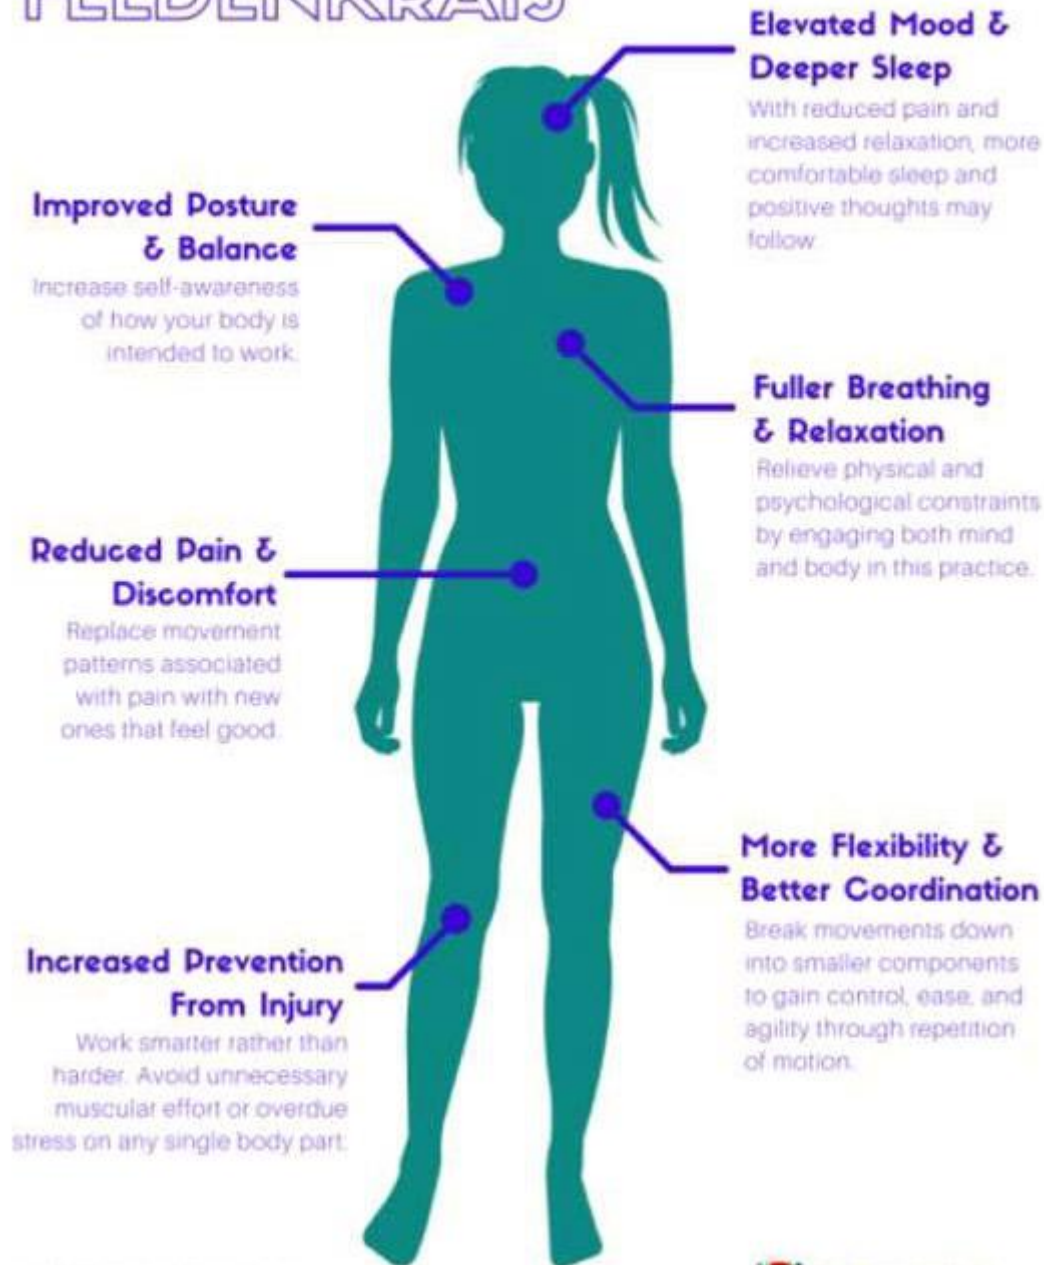 FELDENKRAIS
Elevated Mood &
Deeper Sleep
With reduced pain and
increased relaxation, more
comfortable sleep and
positive thoughts may
follow.
Improved Posture
& Balance
Increase self-awareness
of how your body is
intended to work.
Fuller Breathing
& Relaxation
Relieve physical and
psychological constraints
by engaging both mind
and body in this practice.
Reduced Pain &
Discomfort
Replace movement
patterns associated
with pain with new
ones that feel good.
More Flexibility &
Better Coordination
Break movements down
into smaller components
to gain control, ease, and
agility through repetition
of motion.
Increased Prevention
From Injury
Work smarter rather than
harder. Avoid unnecessary
muscular effort or overdue
stress on any single body part.